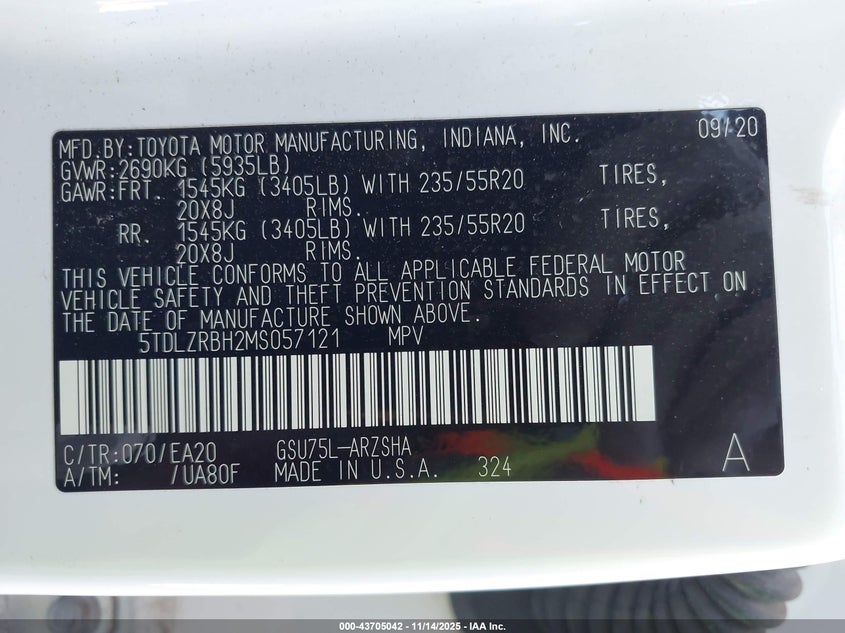 MFD.BY:TOYOTA MOTOR MANUFACTURING, INDIANA, INC. 09/20
GVWR:2690KG (5935LB)
GAWR:FRT. 1545KG (3405LB) WITH 235/55R20 TIRES,
20X8J RIMS.
RR. 1545KG (3405LB) WITH 235/55R20 TIRES,
20X8J RIMS.
THIS VEHICLE CONFORMS TO ALL APPLICABLE FEDERAL MOTOR
VEHICLE SAFETY AND THEFT PREVENTION STANDARDS IN EFFECT ON
THE DATE OF MANUFACTURE SHOWN ABOVE.
5TDLZRBH2MS057121 MPV
C/TR:070/EA20 GSU75L-ARZSHA
A/TM: /UA80F MADE IN U.S.A. 324 A
000-43705042 - 11/14/2025 - IAA Inc.